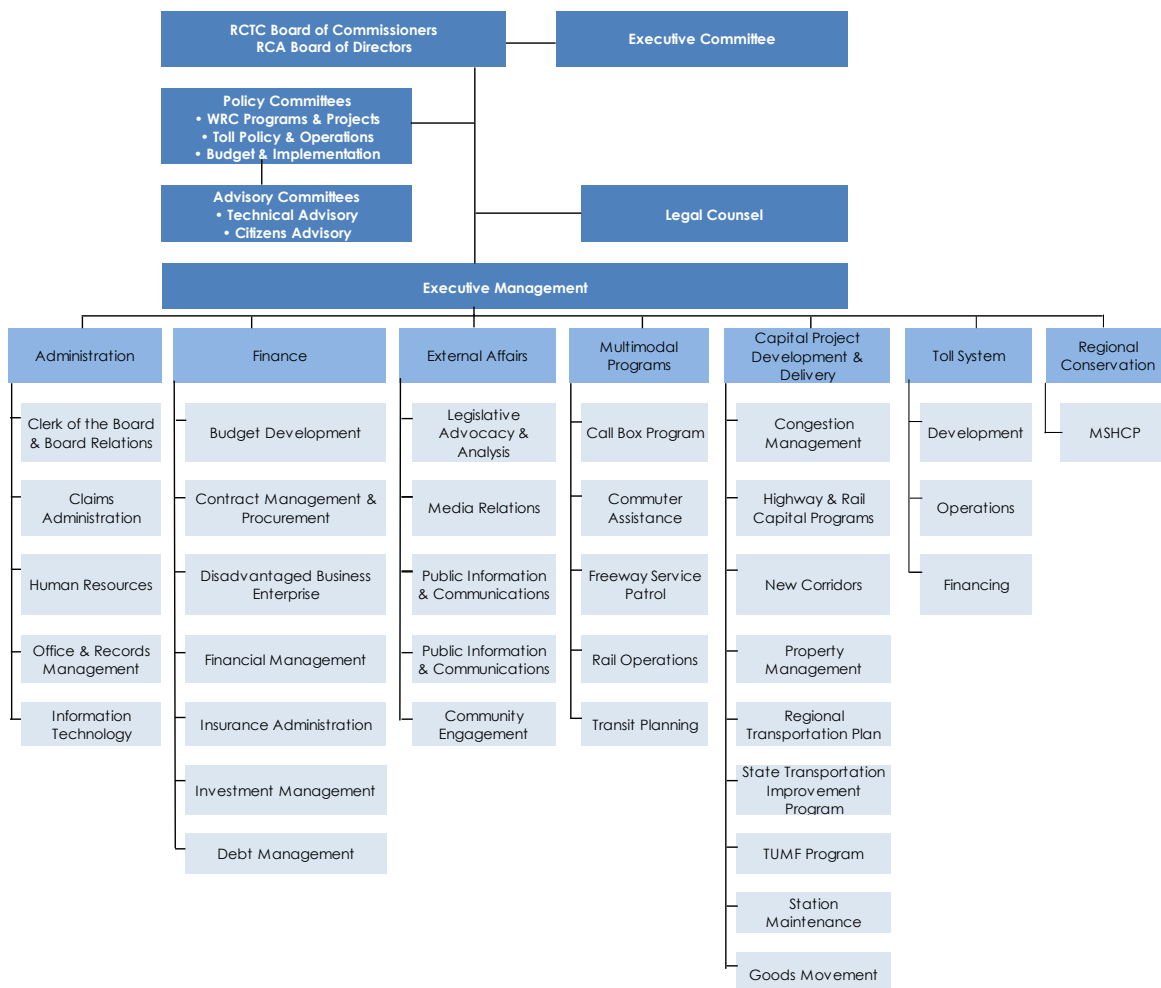 RCTC Board of Commissioners
RCA Board of Directors
Executive Committee
Policy Committees
• WRC Programs & Projects
• Toll Policy & Operations
• Budget & Implementation
Advisory Committees
• Technical Advisory
• Citizens Advisory
Legal Counsel
Executive Management
Administration
Finance
External Affairs
Multimodal
Programs
Capital Project
Development &
Delivery
Toll System
Regional
Conservation
Clerk of the Board
& Board Relations
Claims
Administration
Human Resources
Office & Records
Management
Information
Technology
Budget Development
Contract Management &
Procurement
Disadvantaged Business
Enterprise
Financial Management
Insurance Administration
Investment Management
Debt Management
Legislative
Advocacy &
Analysis
Media Relations
Public Information
& Communications
Public Information
& Communications
Community
Engagement
Call Box Program
Commuter
Assistance
Freeway Service
Patrol
Rail Operations
Transit Planning
Congestion
Management
Highway & Rail
Capital Programs
New Corridors
Property
Management
Regional
Transportation Plan
State Transportation
Improvement
Program
TUMF Program
Station
Maintenance
Goods Movement
Development
Operations
Financing
MSHCP